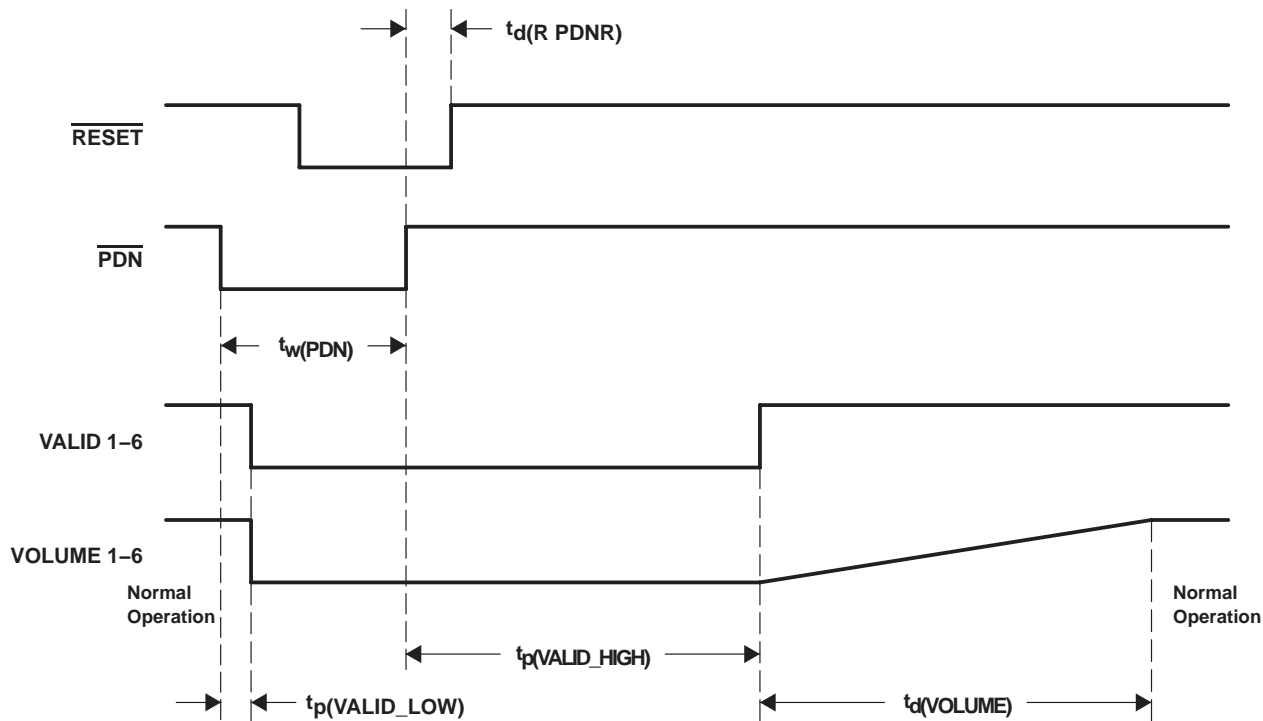 td(R PDNR)
RESET
PDN
tw(PDN)
VALID 1–6
VOLUME 1–6
Normal
Operation
Normal
Operation
tp(VALID_HIGH)
tp(VALID_LOW)
td(VOLUME)